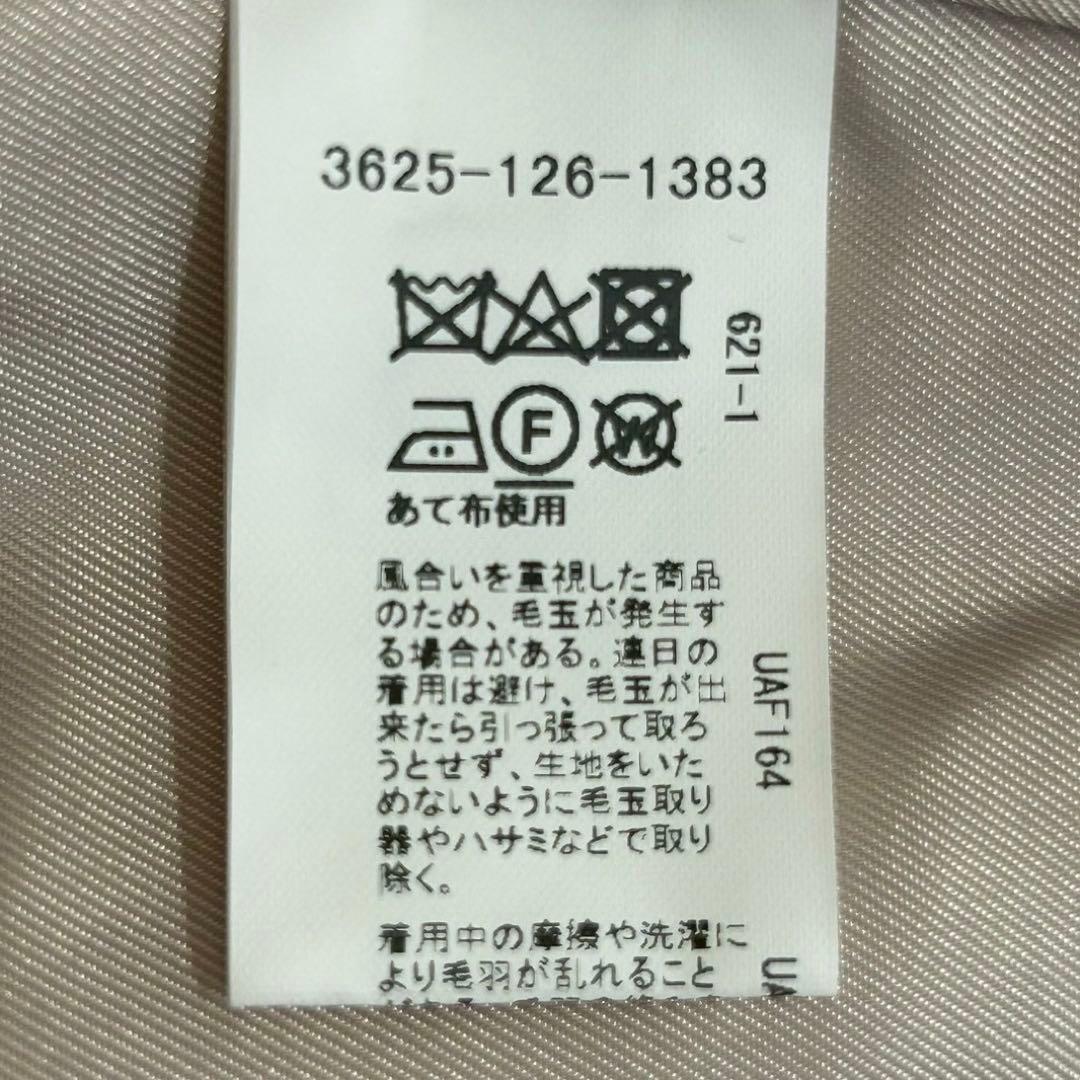 3625-126-1383
621-1
F
W
あて布使用
風合いを重視した商品
のため、毛玉が発生す
る場合がある。連日の
着用は避け、毛玉が出
来たら引っ張って取ろ
うとせず、生地をいた
めないように毛玉取り
器やハサミなどで取り
除く。
UAF164
着用中の摩擦や洗濯に
より毛羽が乱れること
UA